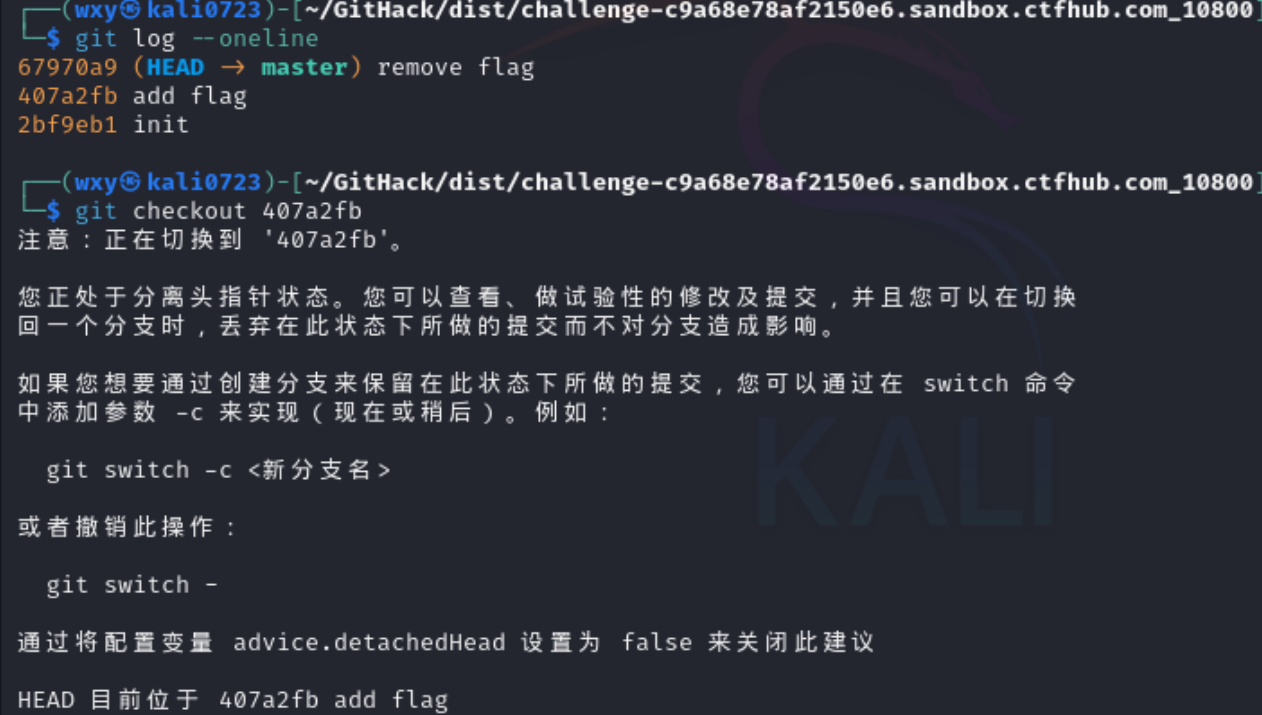 ┌──(wxy㉿kali0723)-[~/GitHack/dist/challenge-c9a68e78af2150e6.sandbox.ctfhub.com_10800]
└─$ git log --oneline
67970a9 (HEAD → master) remove flag
407a2fb add flag
2bf9eb1 init
┌──(wxy㉿kali0723)-[~/GitHack/dist/challenge-c9a68e78af2150e6.sandbox.ctfhub.com_10800]
└─$ git checkout 407a2fb
注意：正在切换到 '407a2fb'。
您正处于分离头指针状态。您可以查看、做试验性的修改及提交，并且您可以在切换
回一个分支时，丢弃在此状态下所做的提交而不对分支造成影响。
如果您想要通过创建分支来保留在此状态下所做的提交，您可以通过在 switch 命令
中添加参数 -c 来实现（现在或稍后）。例如：
git switch -c <新分支名>
或者撤销此操作：
git switch -
通过将配置变量 advice.detachedHead 设置为 false 来关闭此建议
HEAD 目前位于 407a2fb add flag
KALI